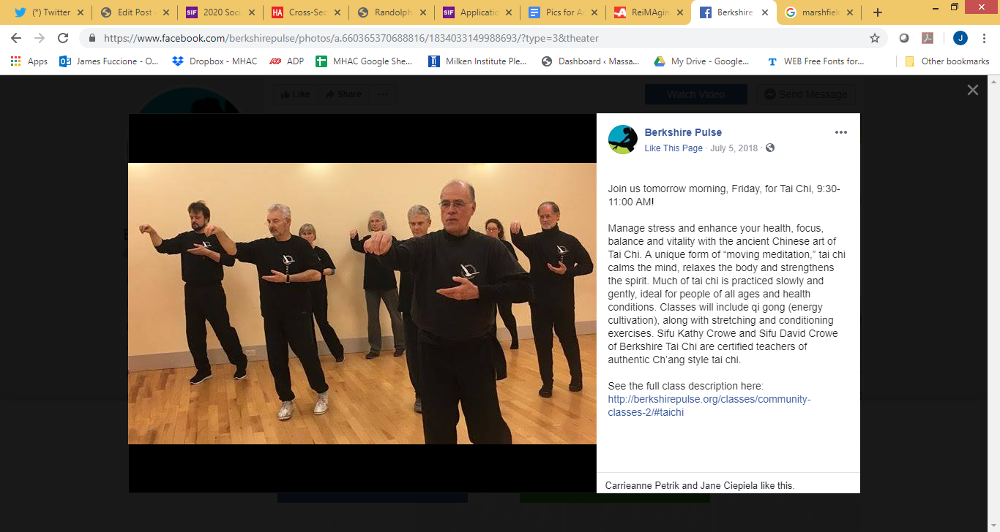 (*) Twitter
Edit Post
2020 Soci
Cross-Sec
Randolph
Applicatio
Pics for A
ReiMAgin
Berkshire
marshfiel
https://www.facebook.com/berkshirepulse/photos/a.660365370688816/1834033149988693/?type=3&theater
J
Apps
James Fuccione - O...
Dropbox - MHAC
ADP
MHAC Google She...
Milken Institute Ple...
Dashboard ‹ Massa...
My Drive - Google...
WEB Free Fonts for...
Other bookmarks
Like
Share
Watch Video
Send Message
Berkshire Pulse
Like This Page · July 5, 2018 ·
Join us tomorrow morning, Friday, for Tai Chi, 9:30-
11:00 AM!
Manage stress and enhance your health, focus,
balance and vitality with the ancient Chinese art of
Tai Chi. A unique form of “moving meditation,” tai chi
calms the mind, relaxes the body and strengthens
the spirit. Much of tai chi is practiced slowly and
gently, ideal for people of all ages and health
conditions. Classes will include qi gong (energy
cultivation), along with stretching and conditioning
exercises. Sifu Kathy Crowe and Sifu David Crowe
of Berkshire Tai Chi are certified teachers of
authentic Ch’ang style tai chi.
See the full class description here:
http://berkshirepulse.org/classes/community-
classes-2/#taichi
Carrieanne Petrik and Jane Ciepiela like this.